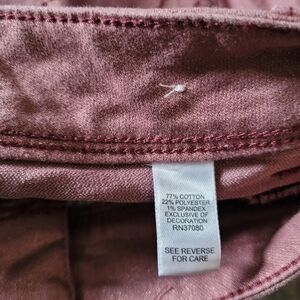 77% COTTON
22% POLYESTER
1% SPANDEX
EXCLUSIVE OF
DECORATION
RN37080
SEE REVERSE
FOR CARE